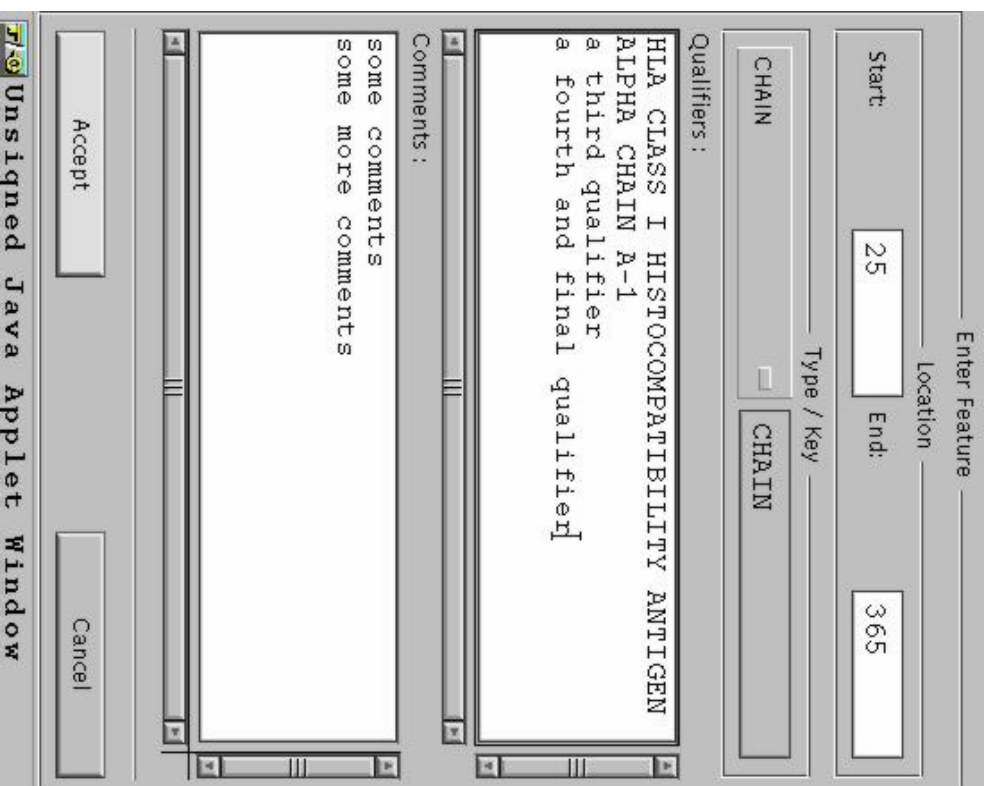 Enter Feature
Location
Start: 25 End: 365
Type / Key
CHAIN CHAIN
Qualifiers:
HLA CLASS I HISTOCOMPATIBILITY ANTIGEN
ALPHA CHAIN A-1
a third qualifier
a fourth and final qualifier
Comments:
some comments
some more comments
Accept Cancel
Unsigned Java Applet Window